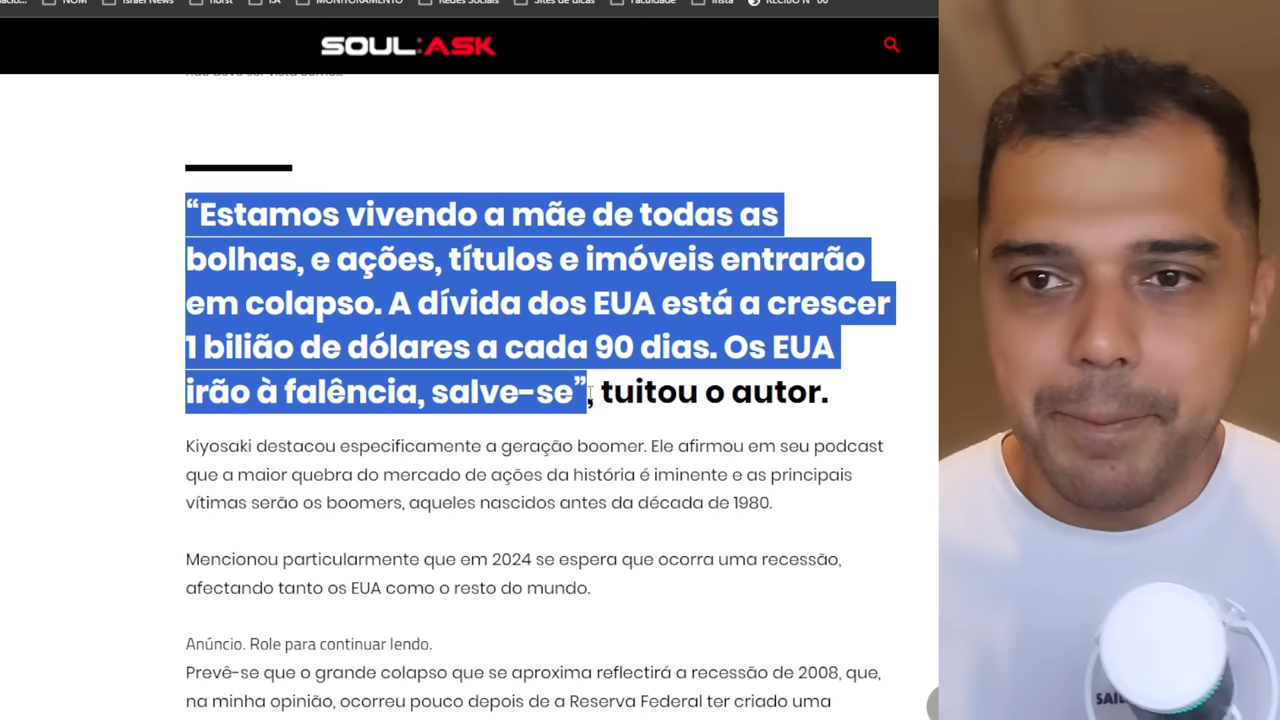 NOM
Israel News
I.A
MONITORAMENTO
Redes Sociais
Sites de dicas
Faculdade
Insta
RECIBO N° 00
SOUL:ASK
“Estamos vivendo a mãe de todas as
bolhas, e ações, títulos e imóveis entrarão
em colapso. A dívida dos EUA está a crescer
1 bilião de dólares a cada 90 dias. Os EUA
irão à falência, salve-se”, tuitou o autor.
Kiyosaki destacou especificamente a geração boomer. Ele afirmou em seu podcast
que a maior quebra do mercado de ações da história é iminente e as principais
vítimas serão os boomers, aqueles nascidos antes da década de 1980.
Mencionou particularmente que em 2024 se espera que ocorra uma recessão,
afectando tanto os EUA como o resto do mundo.
Anúncio. Role para continuar lendo.
Prevê-se que o grande colapso que se aproxima reflectirá a recessão de 2008, que,
na minha opinião, ocorreu pouco depois de a Reserva Federal ter criado uma